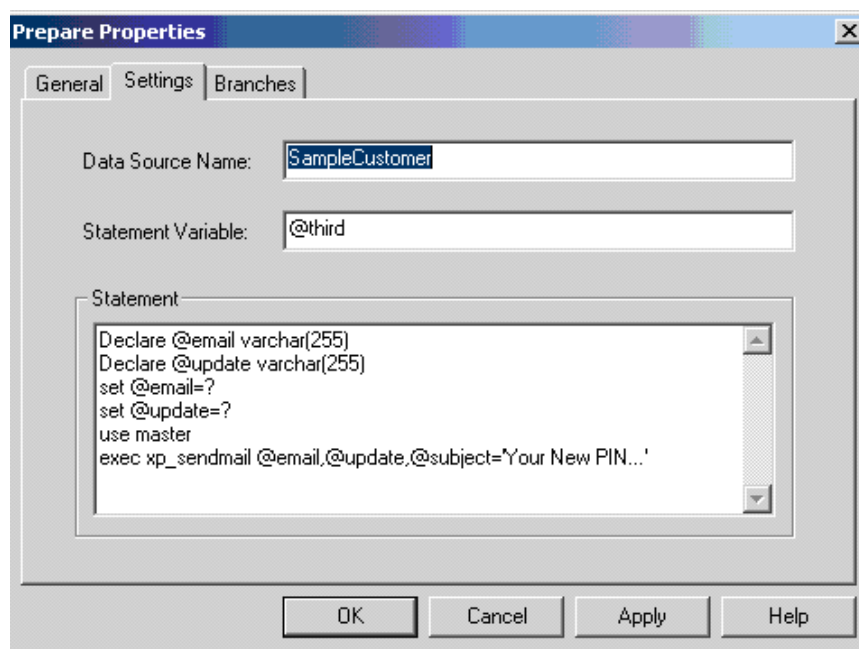 Prepare Properties
General Settings Branches
Data Source Name: SampleCustomer
Statement Variable: @third
Statement
Declare @email varchar(255)
Declare @update varchar(255)
set @email=?
set @update=?
use master
exec xp_sendmail @email,@update,@subject='Your New PIN...'
OK Cancel Apply Help